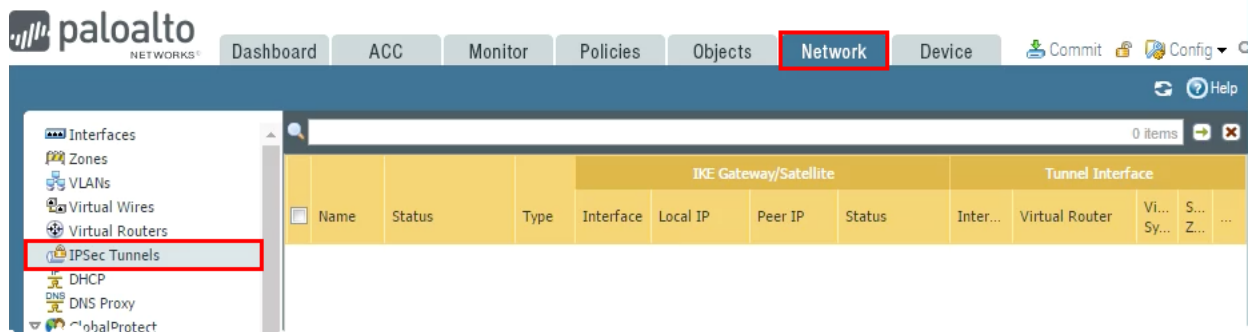 paloalto
NETWORKS®
Dashboard ACC Monitor Policies Objects Network Device Commit Config
Help
Interfaces
0 items
Zones
VLANs
IKE Gateway/Satellite Tunnel Interface
Virtual Wires
Name Status Type Interface Local IP Peer IP Status Inter... Virtual Router Vi... Sy... S... Z... ...
Virtual Routers
IPSec Tunnels
DHCP
DNS Proxy
GlobalProtect